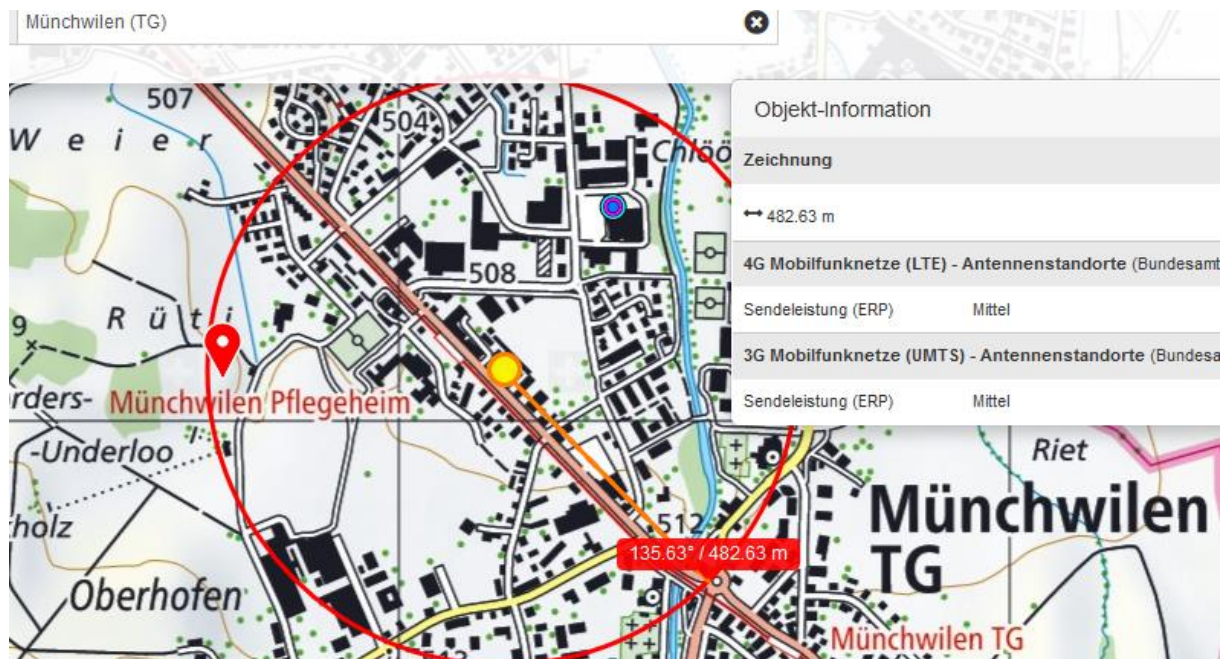 Münchwilen (TG)
507
504
W e i e r
Objekt-Information
Zeichnung
482.63 m
508
4G Mobilfunknetze (LTE) - Antennenstandorte (Bundesamt
Sendeleistung (ERP) Mittel
R ü t i
9
3G Mobilfunknetze (UMTS) - Antennenstandorte (Bundesa
Sendeleistung (ERP) Mittel
rders-
Münchwilen Pflegeheim
-Underloo
Riet
holz
512
Münchwilen
TG
135.63° / 482.63 m
Oberhofen
Münchwilen TG